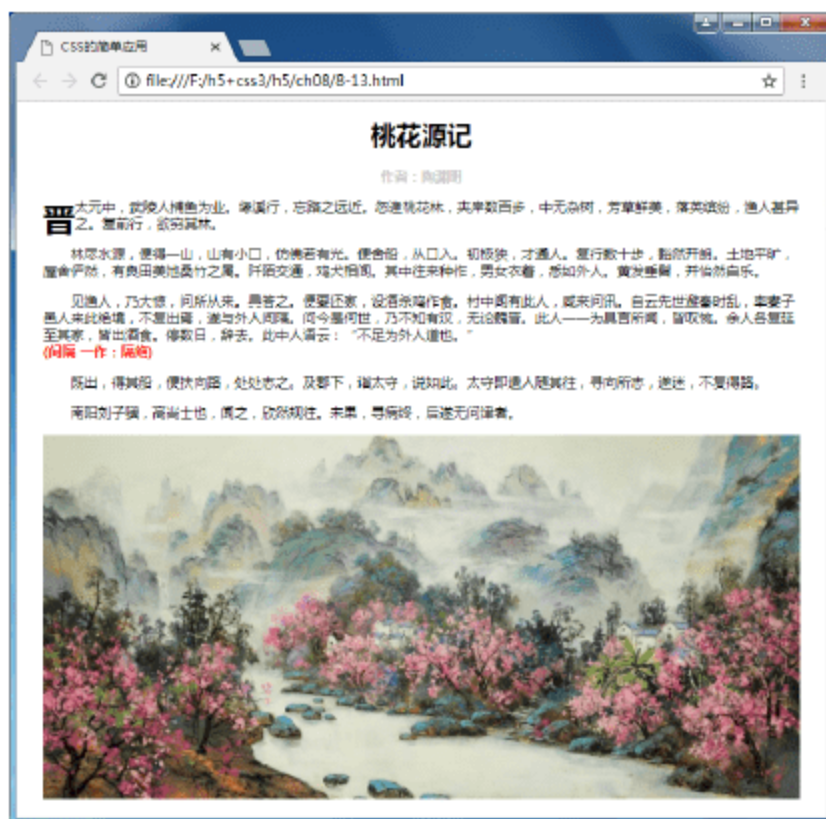 CSS的简单应用
file:///F:/h5+css3/h5/ch08/8-13.html
桃花源记
作者：陶渊明
晋太元中，武陵人捕鱼为业。缘溪行，忘路之远近。忽逢桃花林，夹岸数百步，中无杂树，芳草鲜美，落英缤纷，渔人甚异
之。复前行，欲穷其林。
林尽水源，便得一山，山有小口，仿佛若有光。便舍船，从口入。初极狭，才通人。复行数十步，豁然开朗。土地平旷，
屋舍俨然，有良田美池桑竹之属。阡陌交通，鸡犬相闻。其中往来种作，男女衣着，悉如外人。黄发垂髫，并怡然自乐。
见渔人，乃大惊，问所从来。具答之。便要还家，设酒杀鸡作食。村中闻有此人，咸来问讯。自云先世避秦时乱，率妻子
邑人来此绝境，不复出焉，遂与外人间隔。问今是何世，乃不知有汉，无论魏晋。此人一一为具言所闻，皆叹惋。余人各复延
至其家，皆出酒食。停数日，辞去。此中人语云：“不足为外人道也。”
(间隔 一作：隔绝)
既出，得其船，便扶向路，处处志之。及郡下，诣太守，说如此。太守即遣人随其往，寻向所志，遂迷，不复得路。
南阳刘子骥，高尚士也，闻之，欣然规往。未果，寻病终，后遂无问津者。